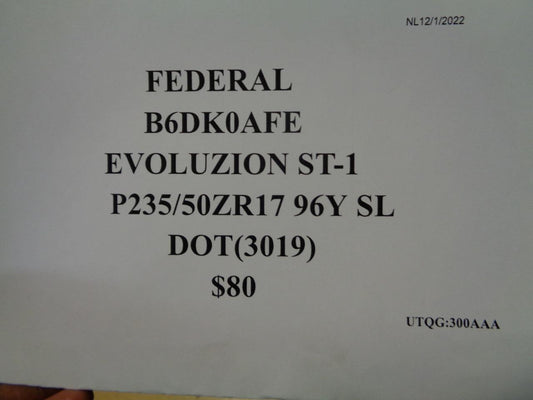 NL12/1/2022
FEDERAL
B6DK0AFE
EVOLUZION ST-1
P235/50ZR17 96Y SL
DOT(3019)
$80
UTQG:300AAA